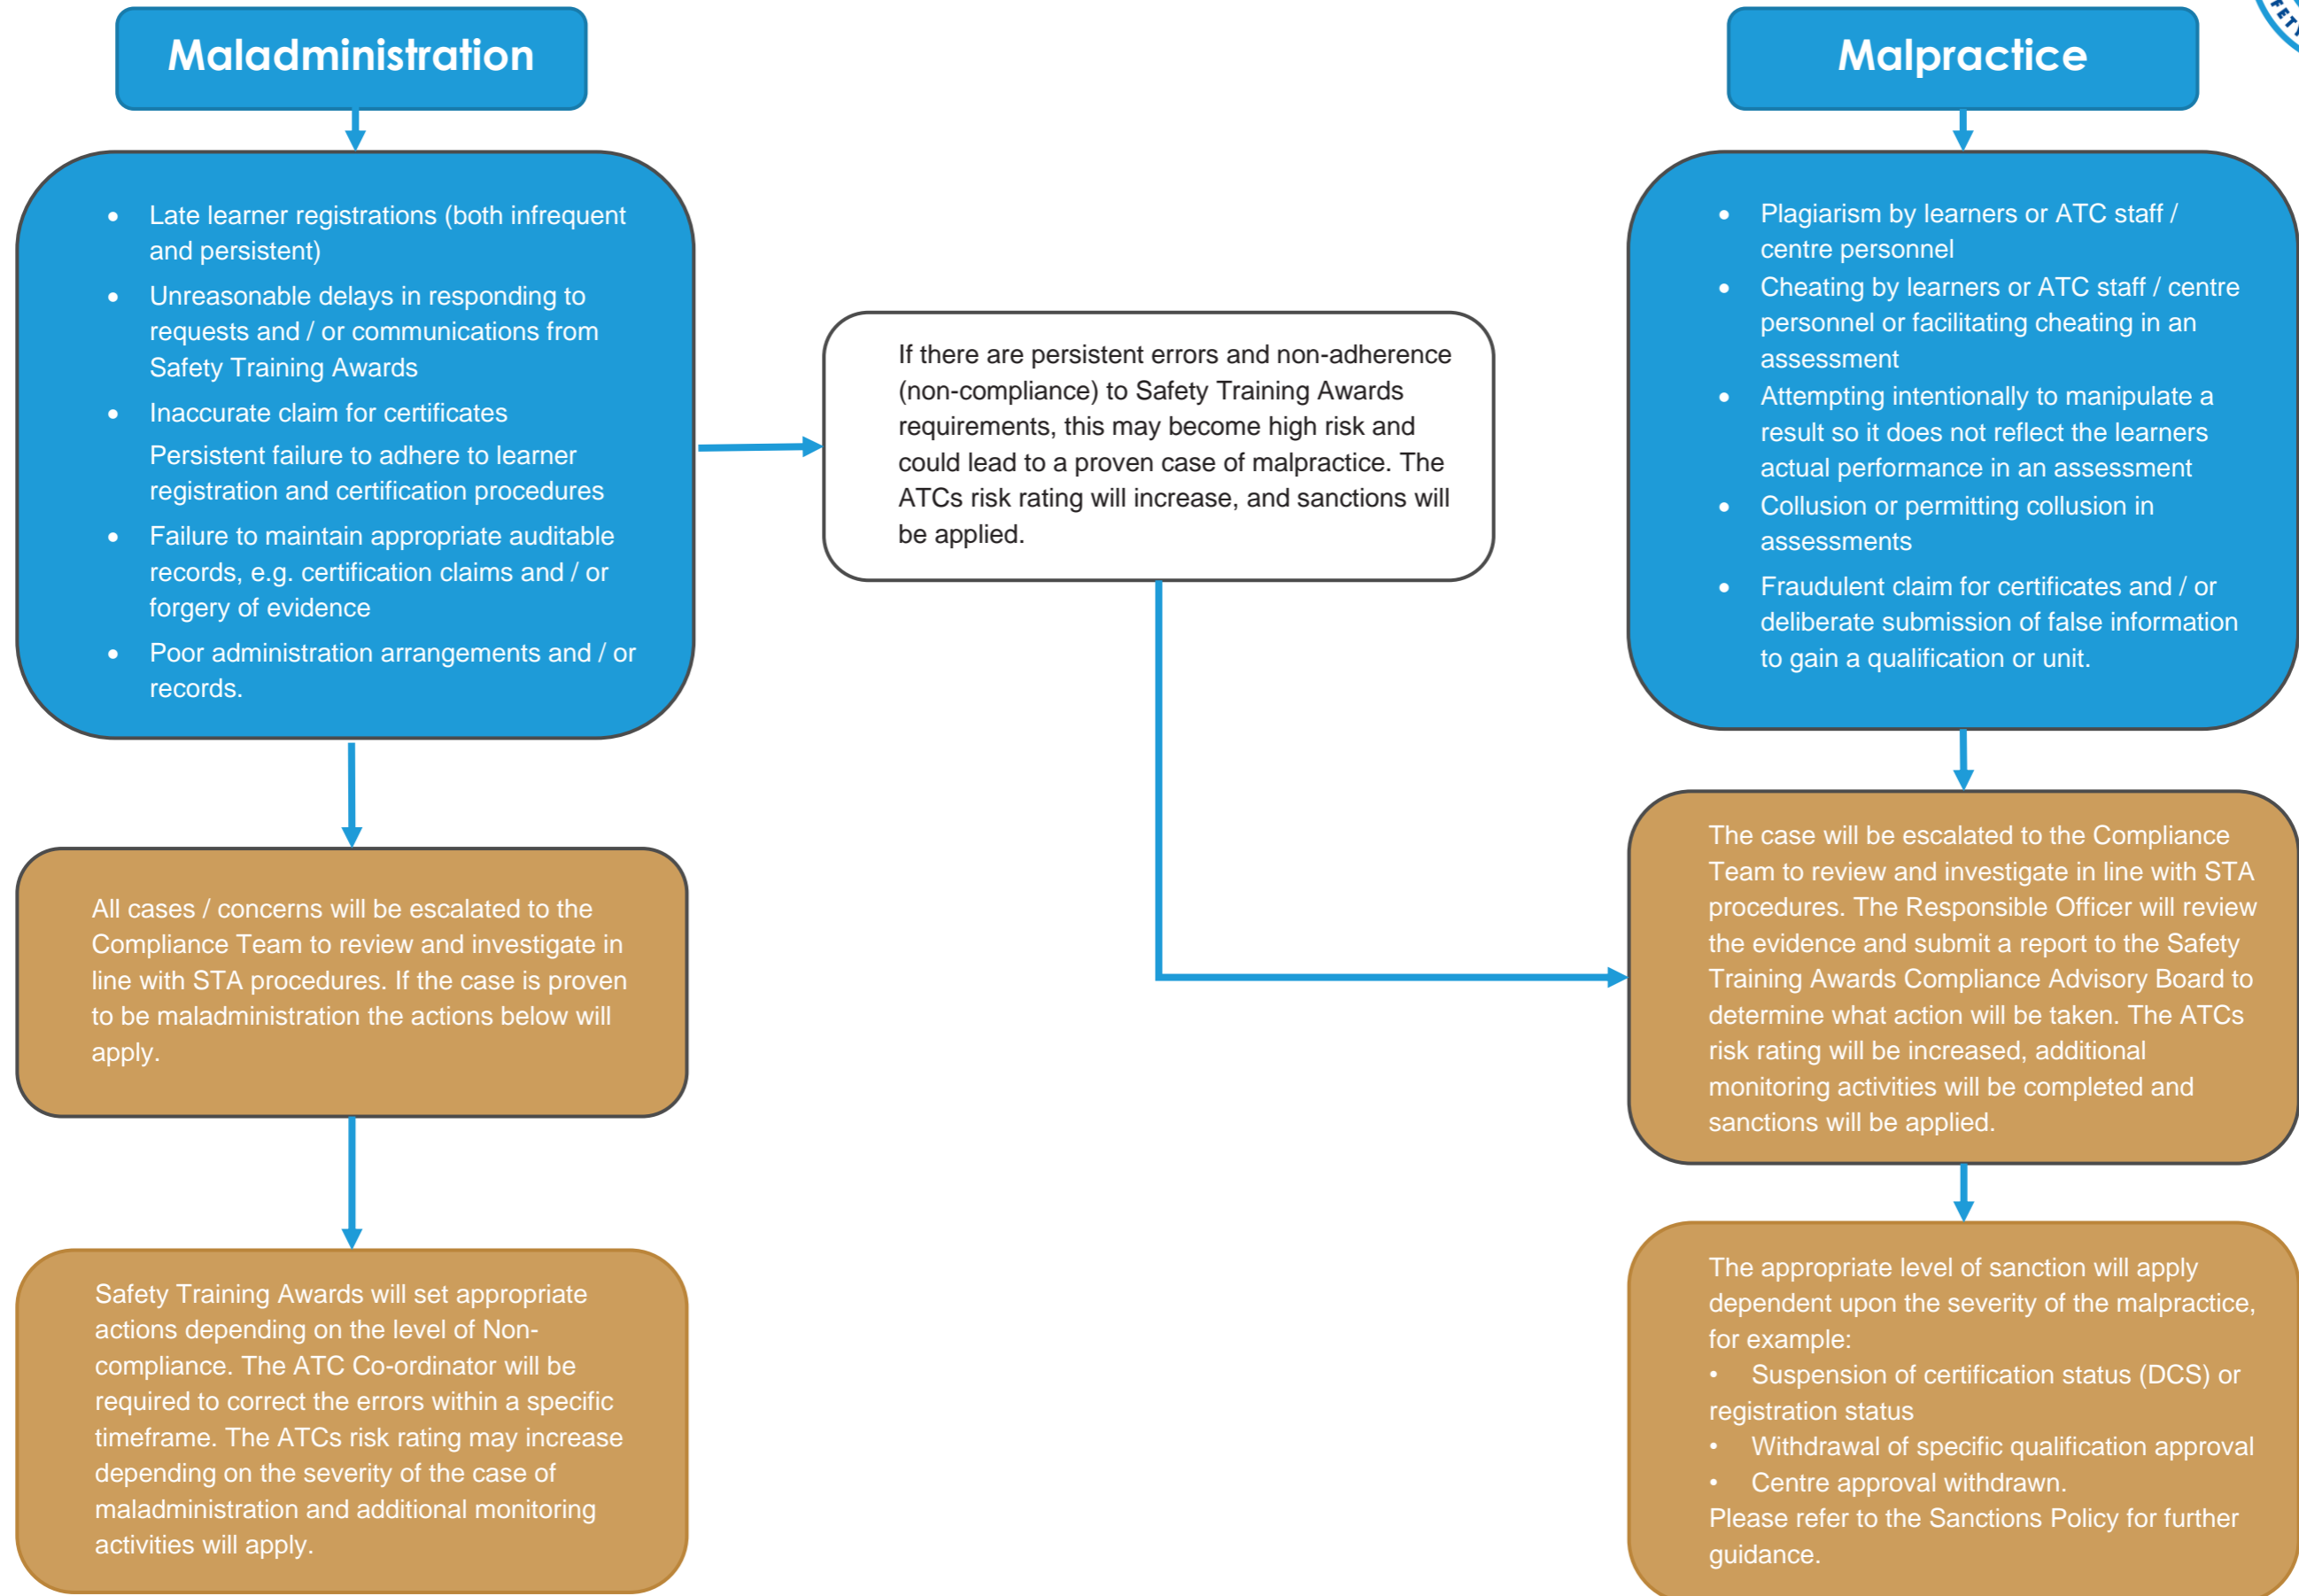 Maladministration
• Late learner registrations (both infrequent
and persistent)
• Unreasonable delays in responding to
requests and / or communications from
Safety Training Awards
• Inaccurate claim for certificates
Persistent failure to adhere to learner
registration and certification procedures
• Failure to maintain appropriate auditable
records, e.g. certification claims and / or
forgery of evidence
• Poor administration arrangements and / or
records.
All cases / concerns will be escalated to the
Compliance Team to review and investigate in
line with STA procedures. If the case is proven
to be maladministration the actions below will
apply.
Safety Training Awards will set appropriate
actions depending on the level of Non-
compliance. The ATC Co-ordinator will be
required to correct the errors within a specific
timeframe. The ATCs risk rating may increase
depending on the severity of the case of
maladministration and additional monitoring
activities will apply.
If there are persistent errors and non-adherence
(non-compliance) to Safety Training Awards
requirements, this may become high risk and
could lead to a proven case of malpractice. The
ATCs risk rating will increase, and sanctions will
be applied.
Malpractice
• Plagiarism by learners or ATC staff /
centre personnel
• Cheating by learners or ATC staff / centre
personnel or facilitating cheating in an
assessment
• Attempting intentionally to manipulate a
result so it does not reflect the learners
actual performance in an assessment
• Collusion or permitting collusion in
assessments
• Fraudulent claim for certificates and / or
deliberate submission of false information
to gain a qualification or unit.
The case will be escalated to the Compliance
Team to review and investigate in line with STA
procedures. The Responsible Officer will review
the evidence and submit a report to the Safety
Training Awards Compliance Advisory Board to
determine what action will be taken. The ATCs
risk rating will be increased, additional
monitoring activities will be completed and
sanctions will be applied.
The appropriate level of sanction will apply
dependent upon the severity of the malpractice,
for example:
• Suspension of certification status (DCS) or
registration status
• Withdrawal of specific qualification approval
• Centre approval withdrawn.
Please refer to the Sanctions Policy for further
guidance.